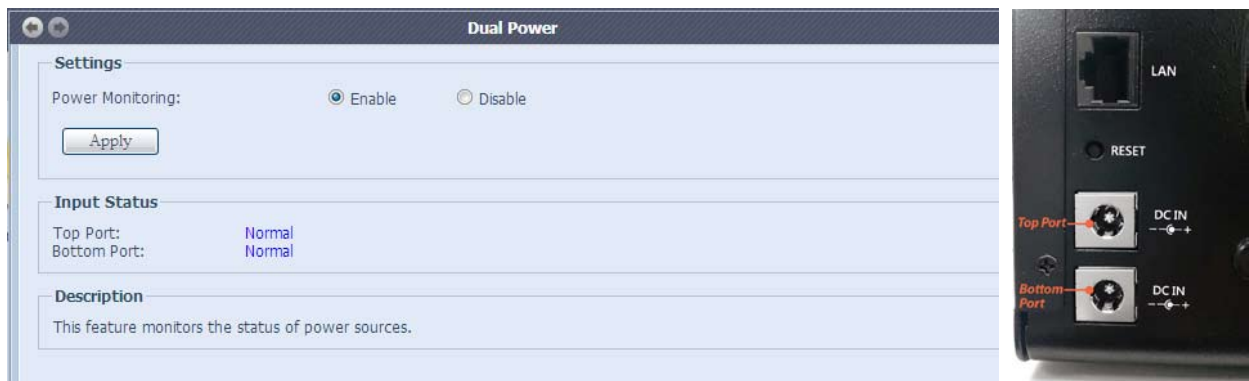 Dual Power
Settings
Power Monitoring: Enable Disable
Apply
Input Status
Top Port: Normal
Bottom Port: Normal
Description
This feature monitors the status of power sources.
LAN
RESET
Top Port
DC IN
Bottom
Port
DC IN